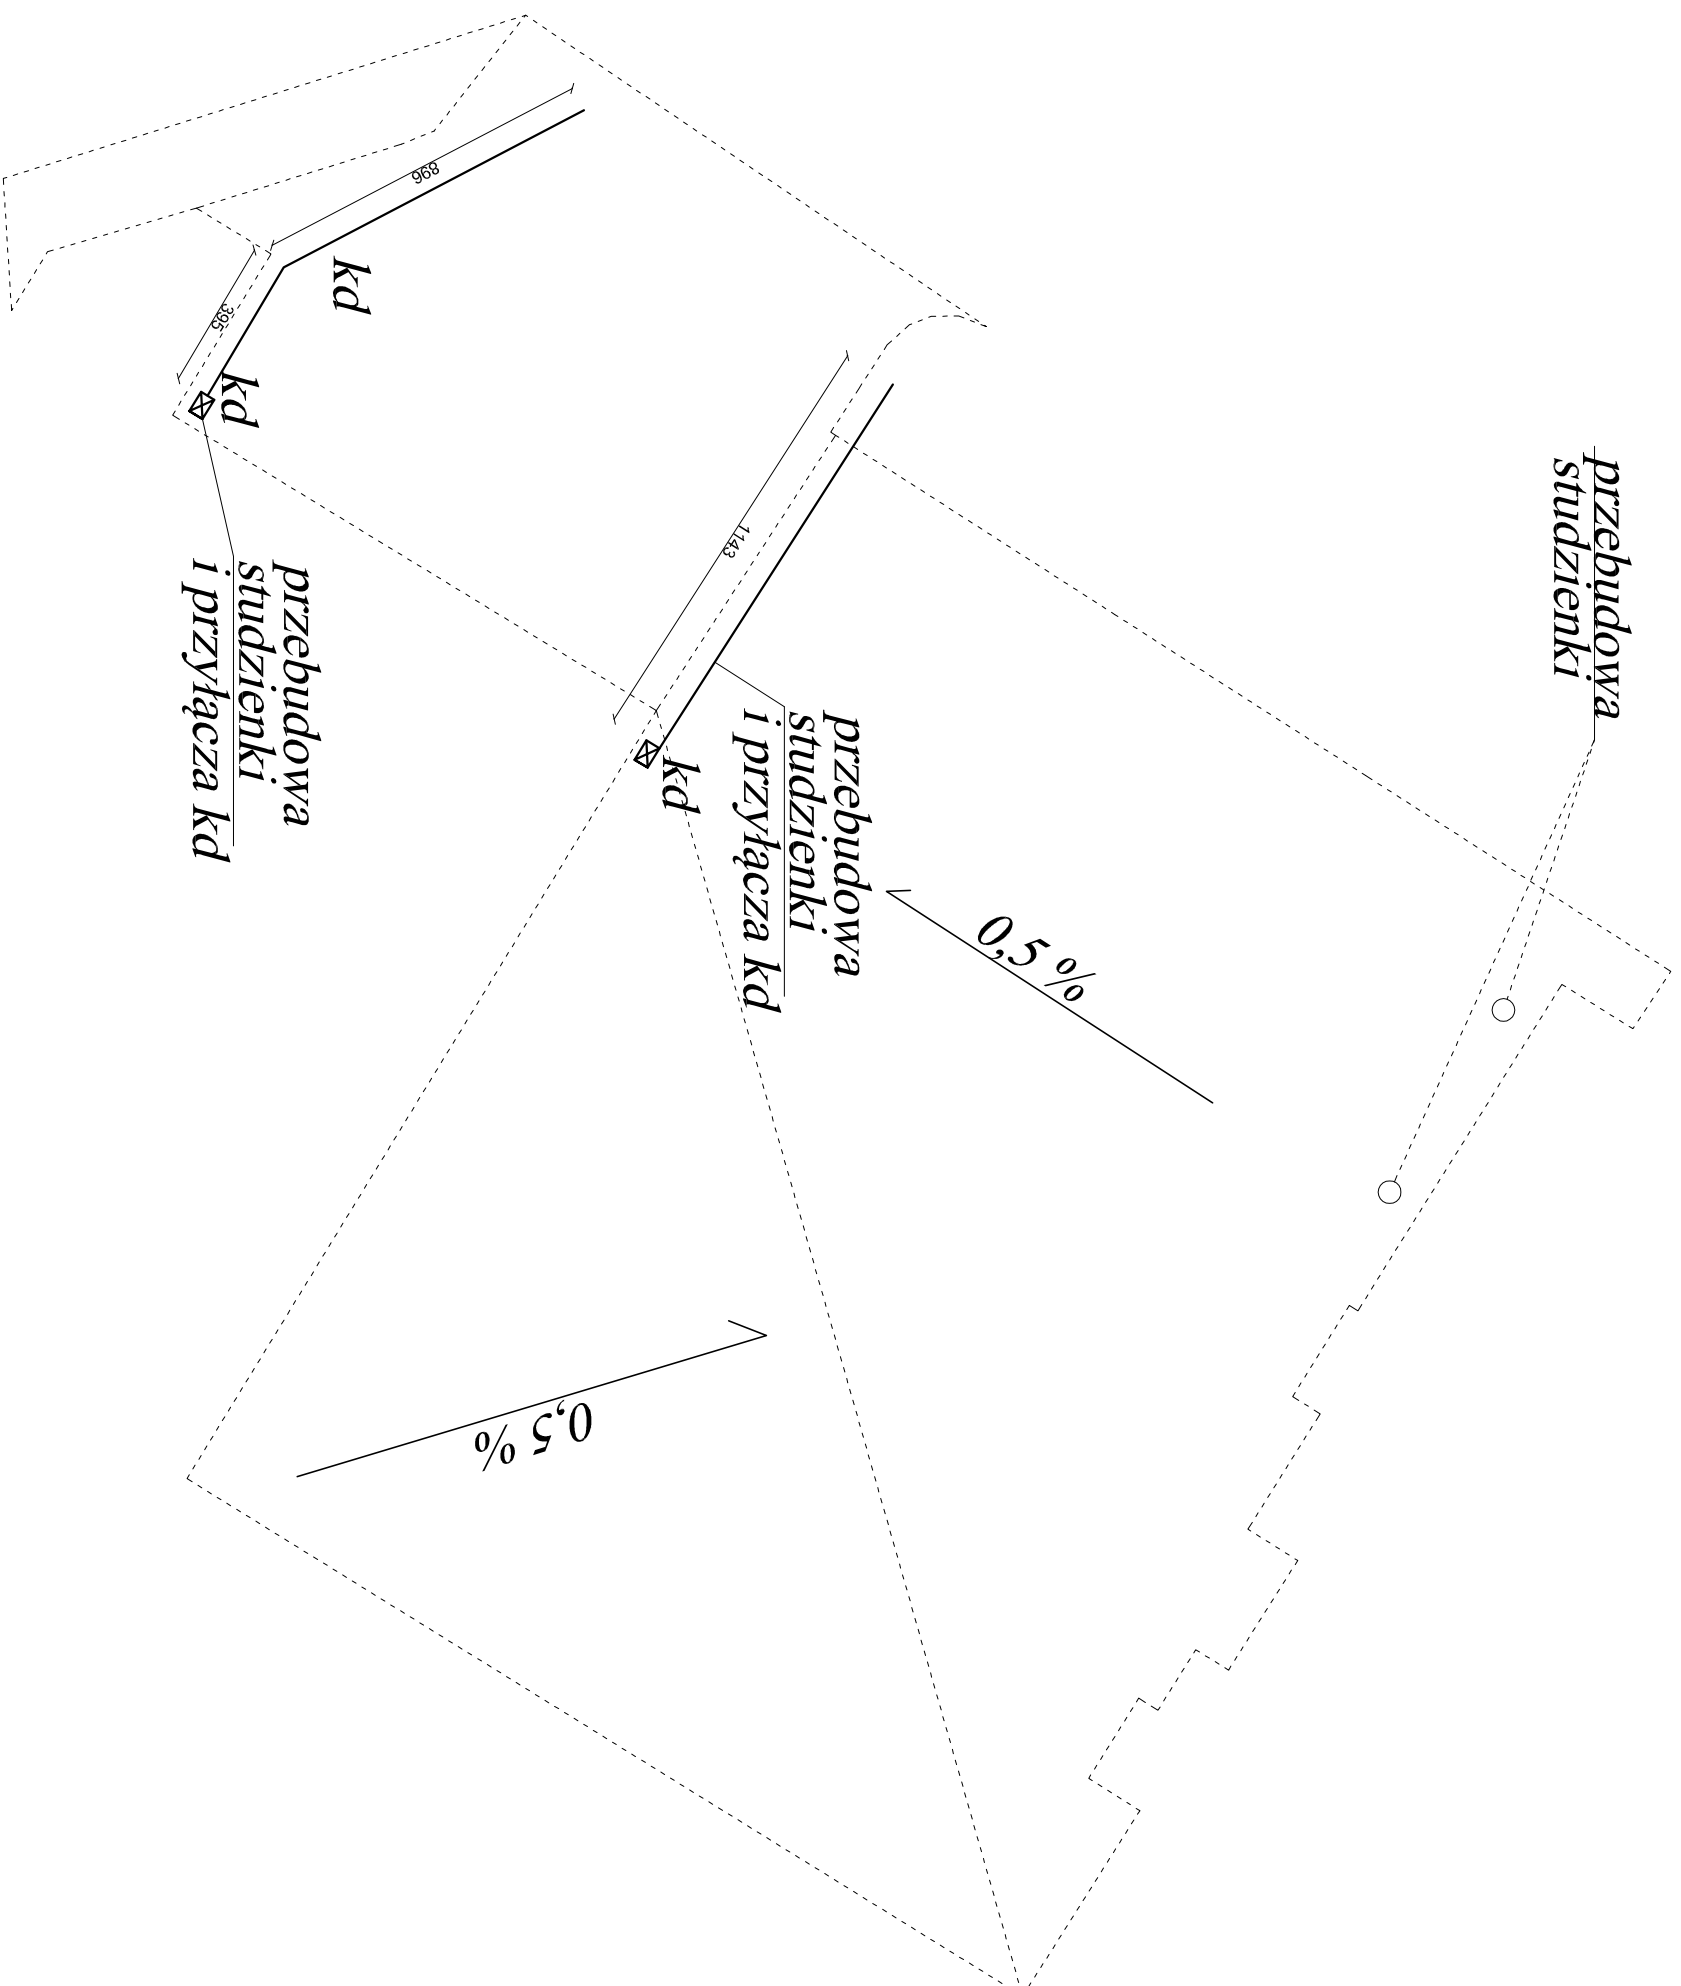 896
kd
395
kd
przebudowa
studzienki
i przyłącza kd
1143
kd
przebudowa
studzienki
i przyłącza kd
przebudowa
studzienki
0,5 %
0,5 %